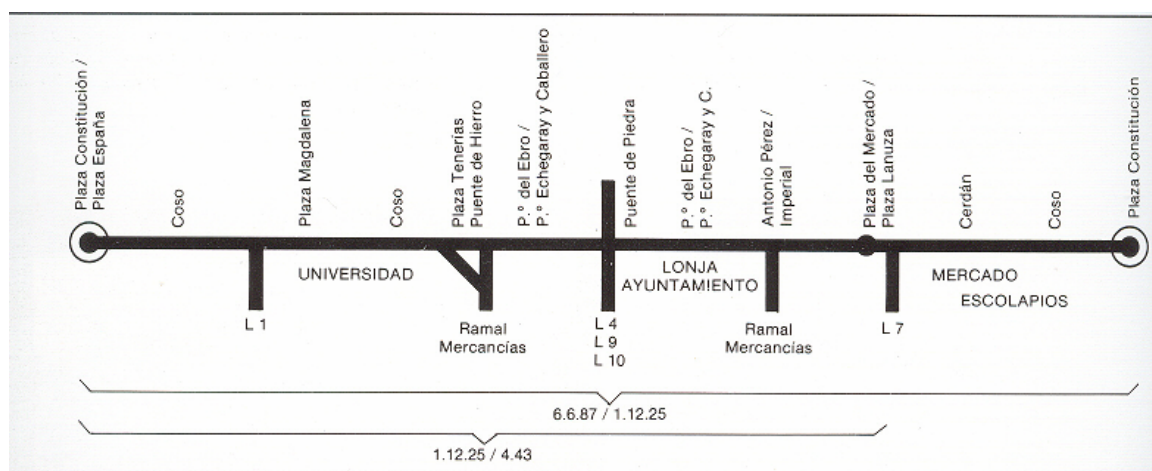 Plaza Constitución /
Plaza España
Coso
Plaza Magdalena
Coso
Plaza Tenerías
Puente de Hierro
P.º del Ebro /
P.º Echegaray y Caballero
Puente de Piedra
P.º del Ebro /
P.º Echegaray y C.
Antonio Pérez /
Imperial
Plaza del Mercado /
Plaza Lanuza
Cerdán
Coso
Plaza Constitución
UNIVERSIDAD
LONJA
AYUNTAMIENTO
MERCADO
ESCOLAPIOS
L 1
Ramal
Mercancías
L 4
L 9
L 10
Ramal
Mercancías
L 7
6.6.87 / 1.12.25
1.12.25 / 4.43